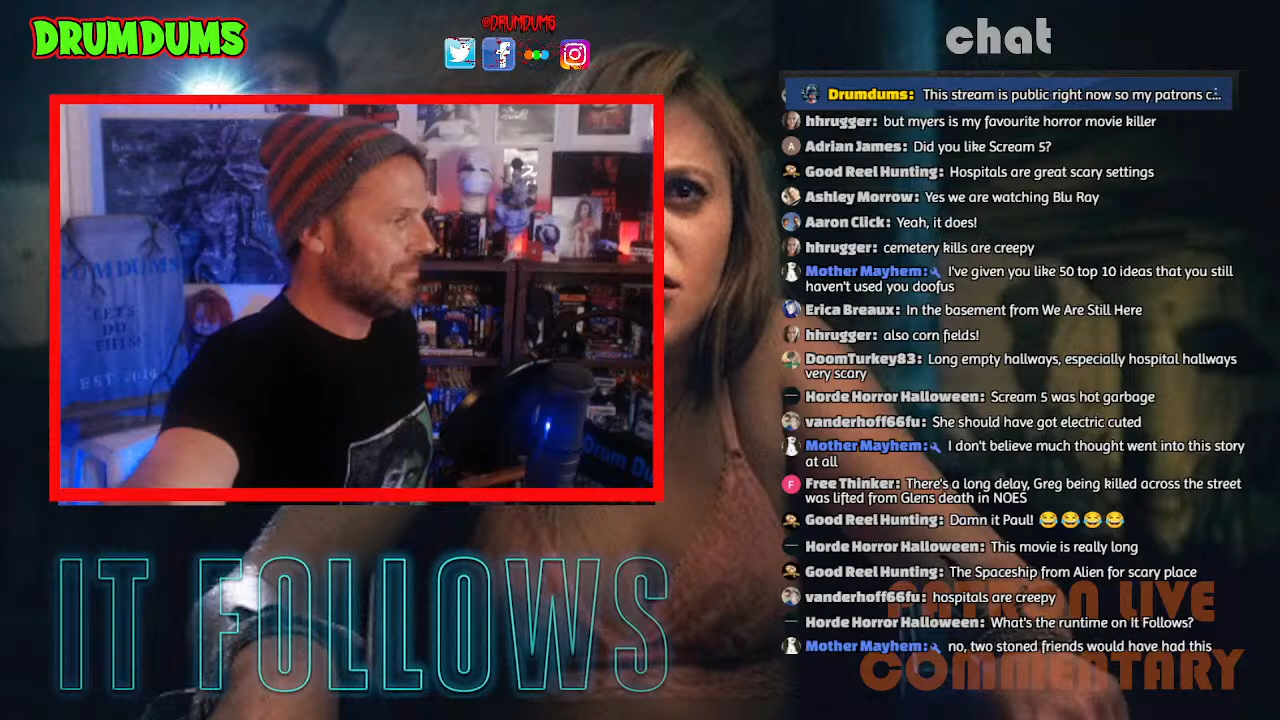 DRUMDUMS
@DRUMDUMS
chat
Drumdums: This stream is public right now so my patrons c...
hhrugger: but myers is my favourite horror movie killer
Adrian James: Did you like Scream 5?
Good Reel Hunting: Hospitals are great scary settings
Ashley Morrow: Yes we are watching Blu Ray
Aaron Click: Yeah, it does!
hhrugger: cemetery kills are creepy
Mother Mayhem: I've given you like 50 top 10 ideas that you still
haven't used you doofus
Erica Breaux: In the basement from We Are Still Here
hhrugger: also corn fields!
DoomTurkey83: Long empty hallways, especially hospital hallways
very scary
Horde Horror Halloween: Scream 5 was hot garbage
vanderhoff66fu: She should have got electric cuted
Mother Mayhem: I don't believe much thought went into this story
at all
Free Thinker: There's a long delay, Greg being killed across the street
was lifted from Glens death in NOES
Good Reel Hunting: Damn it Paul! 😂😂😂😂
Horde Horror Halloween: This movie is really long
Good Reel Hunting: The Spaceship from Alien for scary place
vanderhoff66fu: hospitals are creepy
Horde Horror Halloween: What's the runtime on It Follows?
Mother Mayhem: no, two stoned friends would have had this
DRUMDUMS
LET'S
DO
THIS!
EST. 2014
Drum Du
IT FOLLOWS
PATRON LIVE
COMMENTARY